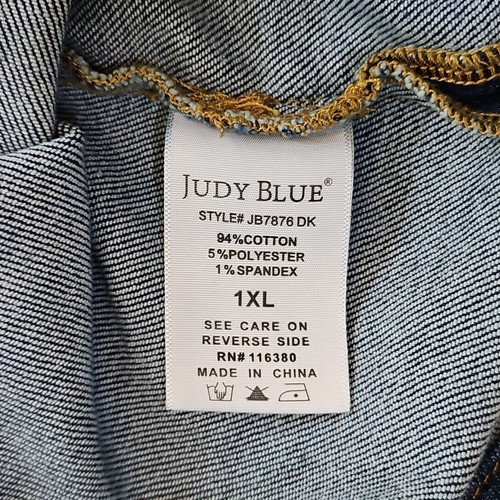 JUDY BLUE®
STYLE# JB7876 DK
94%COTTON
5%POLYESTER
1%SPANDEX
1XL
SEE CARE ON
REVERSE SIDE
RN# 116380
MADE IN CHINA